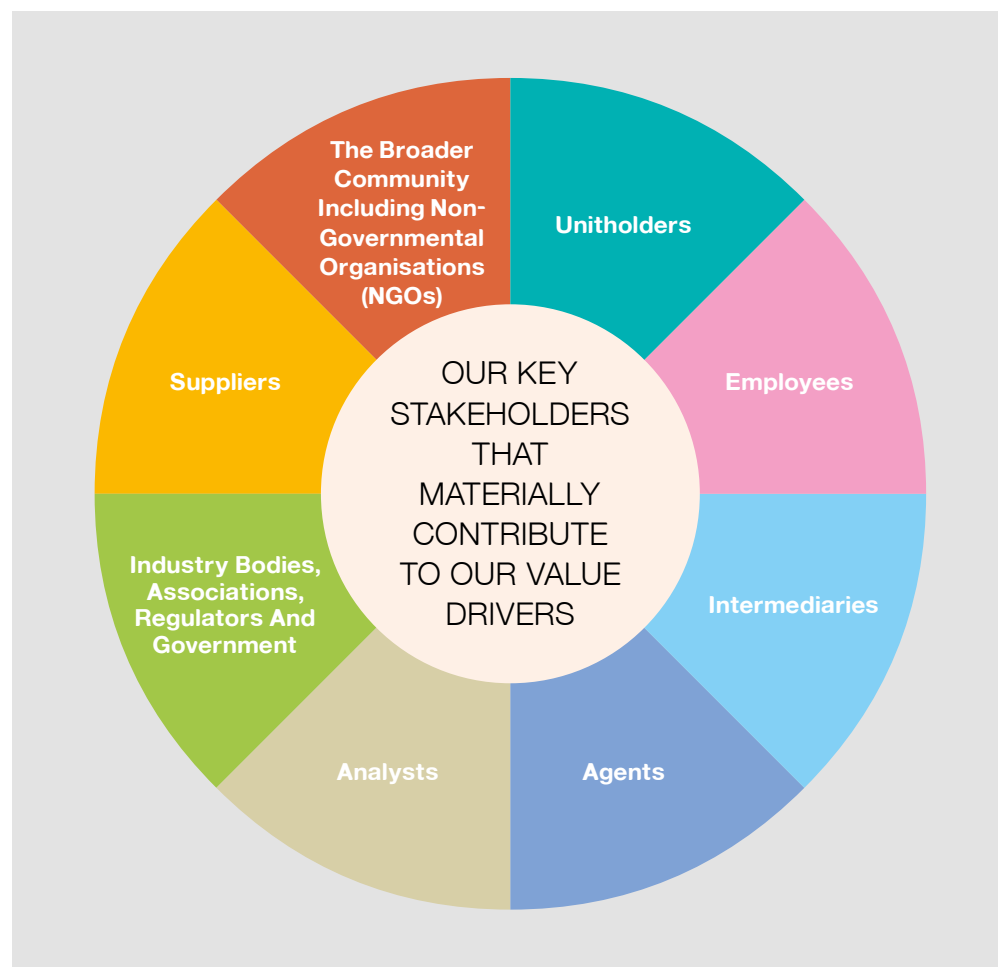 The Broader
Community
Including Non-
Governmental
Organisations
(NGOs)
Unitholders
Suppliers
Employees
OUR KEY
STAKEHOLDERS
THAT
MATERIALLY
CONTRIBUTE
TO OUR VALUE
DRIVERS
Industry Bodies,
Associations,
Regulators And
Government
Intermediaries
Analysts
Agents